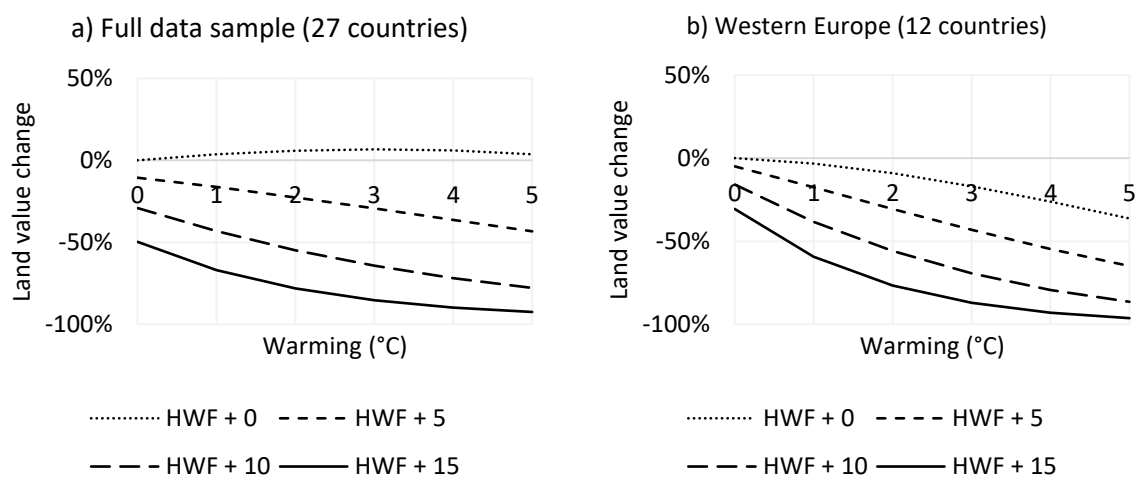 a) Full data sample (27 countries)
50%
0%
-50%
-100%
Land value change
0 1 2 3 4 5
Warming (°C)
HWF + 0 HWF + 5
HWF + 10 HWF + 15
b) Western Europe (12 countries)
50%
0%
-50%
-100%
Land value change
0 1 2 3 4 5
Warming (°C)
HWF + 0 HWF + 5
HWF + 10 HWF + 15